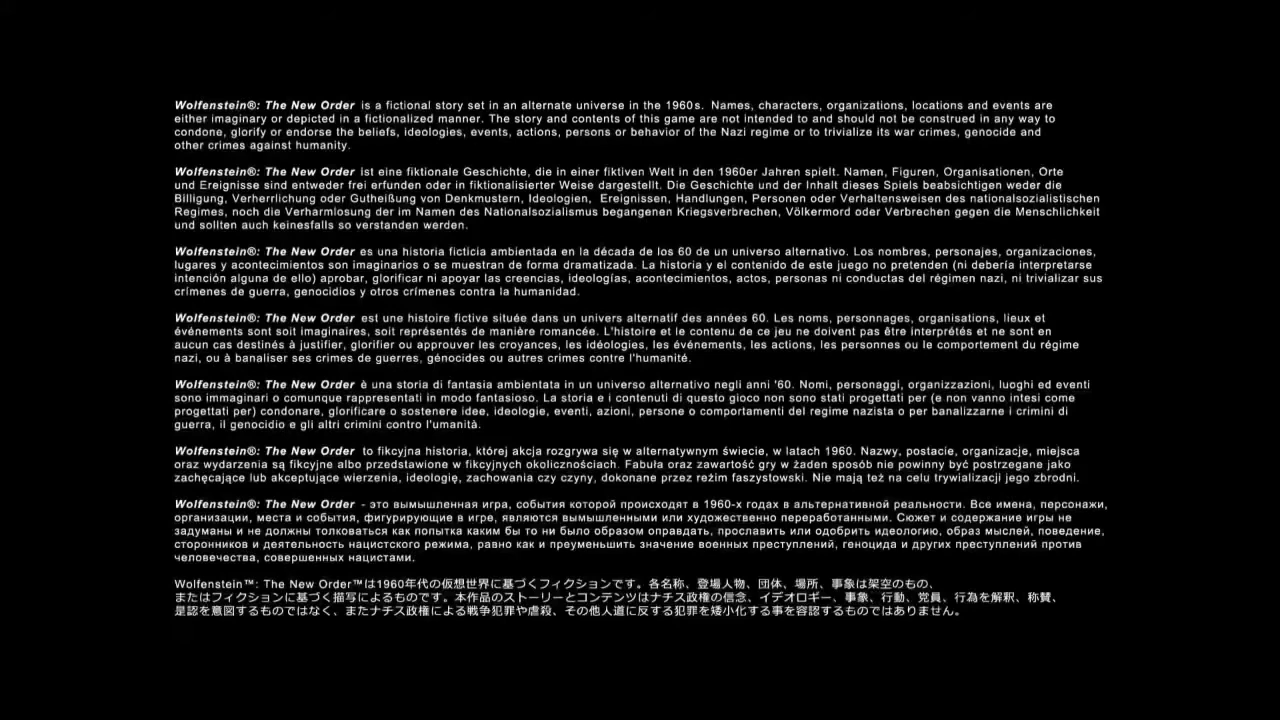 Wolfenstein®: The New Order is a fictional story set in an alternate universe in the 1960s. Names, characters, organizations, locations and events are
either imaginary or depicted in a fictionalized manner. The story and contents of this game are not intended to and should not be construed in any way to
condone, glorify or endorse the beliefs, ideologies, events, actions, persons or behavior of the Nazi regime or to trivialize its war crimes, genocide and
other crimes against humanity.
Wolfenstein®: The New Order ist eine fiktionale Geschichte, die in einer fiktiven Welt in den 1960er Jahren spielt. Namen, Figuren, Organisationen, Orte
und Ereignisse sind entweder frei erfunden oder in fiktionalisierter Weise dargestellt. Die Geschichte und der Inhalt dieses Spiels beabsichtigen weder die
Billigung, Verherrlichung oder Gutheißung von Denkmustern, Ideologien, Ereignissen, Handlungen, Personen oder Verhaltensweisen des nationalsozialistischen
Regimes, noch die Verharmlosung der im Namen des Nationalsozialismus begangenen Kriegsverbrechen, Völkermord oder Verbrechen gegen die Menschlichkeit
und sollten auch keinesfalls so verstanden werden.
Wolfenstein®: The New Order es una historia ficticia ambientada en la década de los 60 de un universo alternativo. Los nombres, personajes, organizaciones,
lugares y acontecimientos son imaginarios o se muestran de forma dramatizada. La historia y el contenido de este juego no pretenden (ni debería interpretarse
intención alguna de ello) aprobar, glorificar ni apoyar las creencias, ideologías, acontecimientos, actos, personas ni conductas del régimen nazi, ni trivializar sus
crímenes de guerra, genocidios y otros crímenes contra la humanidad.
Wolfenstein®: The New Order est une histoire fictive située dans un univers alternatif des années 60. Les noms, personnages, organisations, lieux et
événements sont soit imaginaires, soit représentés de manière romancée. L'histoire et le contenu de ce jeu ne doivent pas être interprétés et ne sont en
aucun cas destinés à justifier, glorifier ou approuver les croyances, les idéologies, les événements, les actions, les personnes ou le comportement du régime
nazi, ou à banaliser ses crimes de guerres, génocides ou autres crimes contre l'humanité.
Wolfenstein®: The New Order è una storia di fantasia ambientata in un universo alternativo negli anni '60. Nomi, personaggi, organizzazioni, luoghi ed eventi
sono immaginari o comunque rappresentati in modo fantasioso. La storia e i contenuti di questo gioco non sono stati progettati per (e non vanno intesi come
progettati per) condonare, glorificare o sostenere idee, ideologie, eventi, azioni, persone o comportamenti del regime nazista o per banalizzarne i crimini di
guerra, il genocidio e gli altri crimini contro l'umanità.
Wolfenstein®: The New Order to fikcyjna historia, której akcja rozgrywa się w alternatywnym świecie, w latach 1960. Nazwy, postacie, organizacje, miejsca
oraz wydarzenia są fikcyjne albo przedstawione w fikcyjnych okolicznościach. Fabuła oraz zawartość gry w żaden sposób nie powinny być postrzegane jako
zachęcające lub akceptujące wierzenia, ideologię, zachowania czy czyny, dokonane przez reżim faszystowski. Nie mają też na celu trywializacji jego zbrodni.
Wolfenstein®: The New Order - это вымышленная игра, события которой происходят в 1960-х годах в альтернативной реальности. Все имена, персонажи,
организации, места и события, фигурирующие в игре, являются вымышленными или художественно переработанными. Сюжет и содержание игры не
задуманы и не должны толковаться как попытка каким бы то ни было образом оправдать, прославить или одобрить идеологию, образ мыслей, поведение,
сторонников и деятельность нацистского режима, равно как и преуменьшить значение военных преступлений, геноцида и других преступлений против
человечества, совершенных нацистами.
Wolfenstein™: The New Order™は1960年代の仮想世界に基づくフィクションです。各名称、登場人物、団体、場所、事象は架空のもの、
またはフィクションに基づく描写によるものです。本作品のストーリーとコンテンツはナチス政権の信念、イデオロギー、事象、行動、党員、行為を解釈、称賛、
是認を意図するものではなく、またナチス政権による戦争犯罪や虐殺、その他人道に反する犯罪を矮小化する事を容認するものではありません。